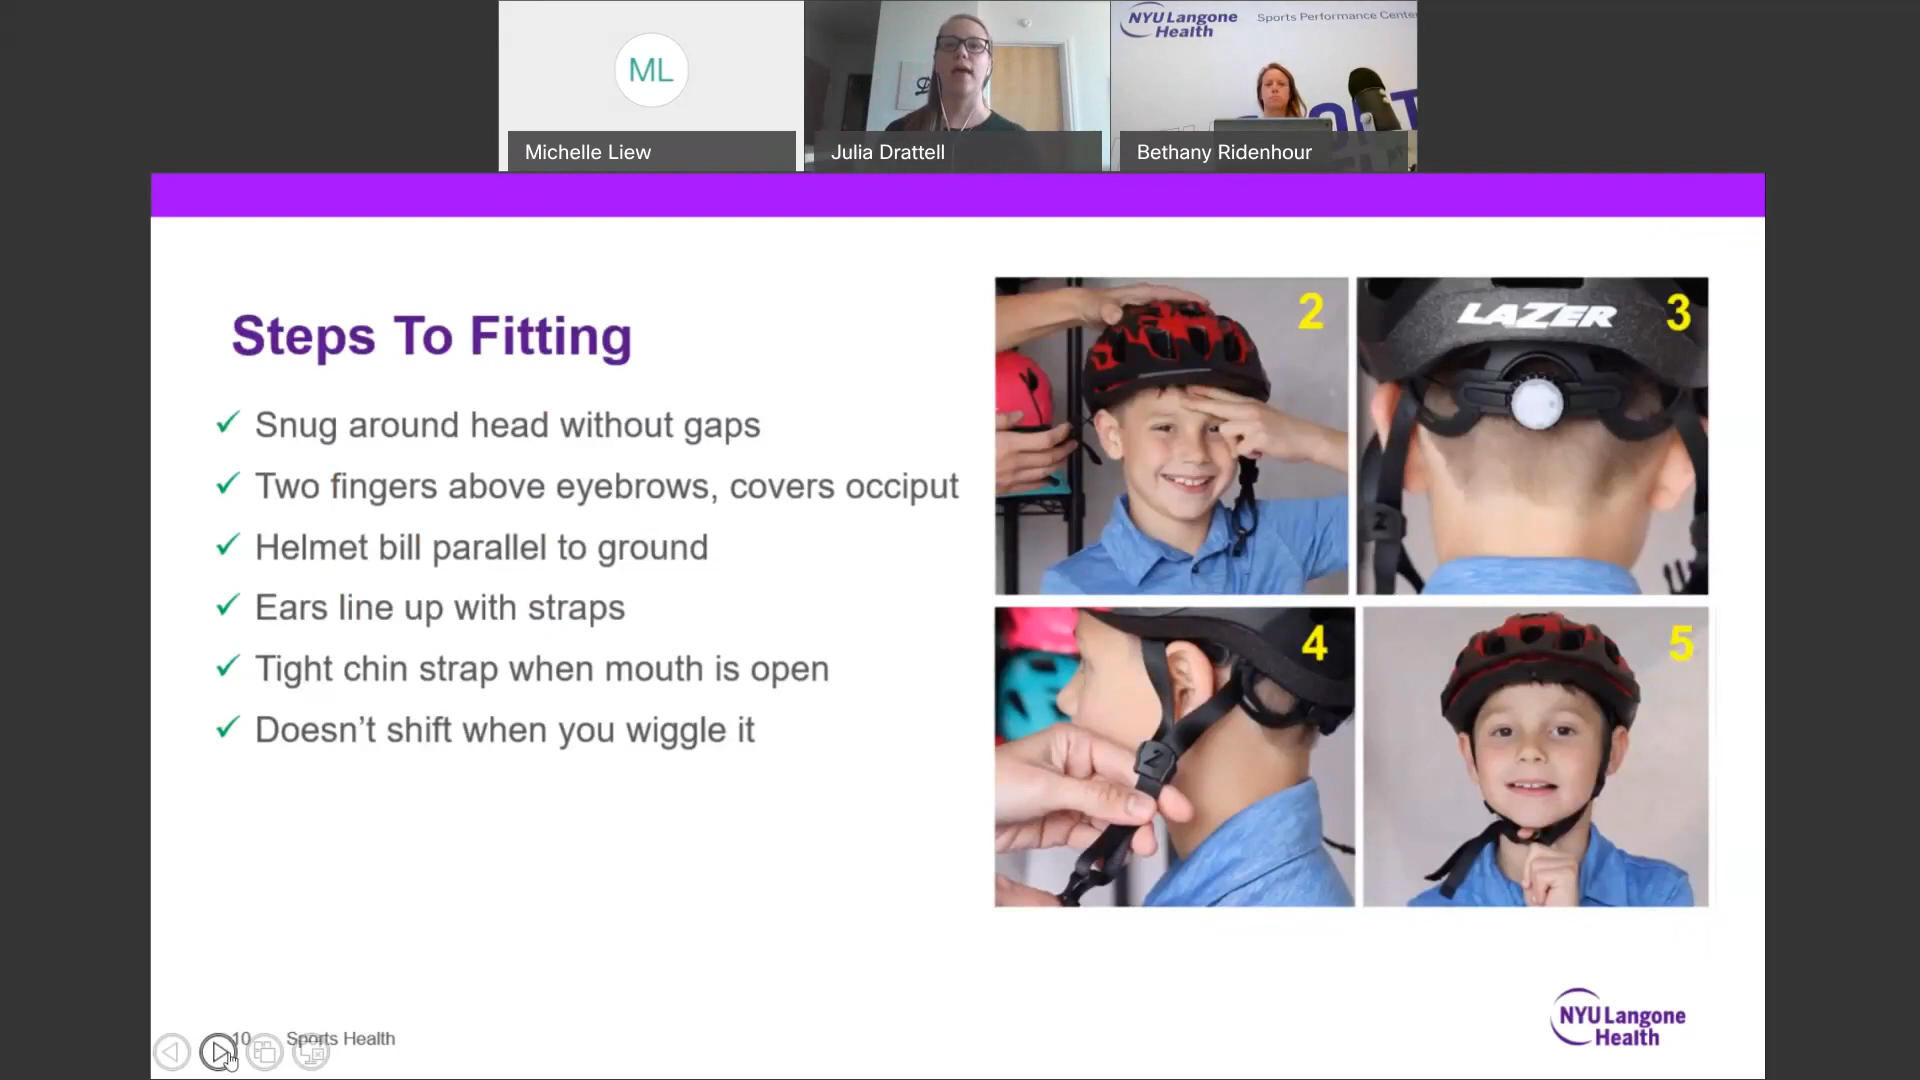 ML
Michelle Liew
Julia Drattell
NYU Langone
Health
Sports Performance Center
Bethany Ridenhour
Steps To Fitting
Snug around head without gaps
Two fingers above eyebrows, covers occiput
Helmet bill parallel to ground
Ears line up with straps
Tight chin strap when mouth is open
Doesn't shift when you wiggle it
2
LAZER
3
4
5
10
Sports Health
NYU Langone
Health